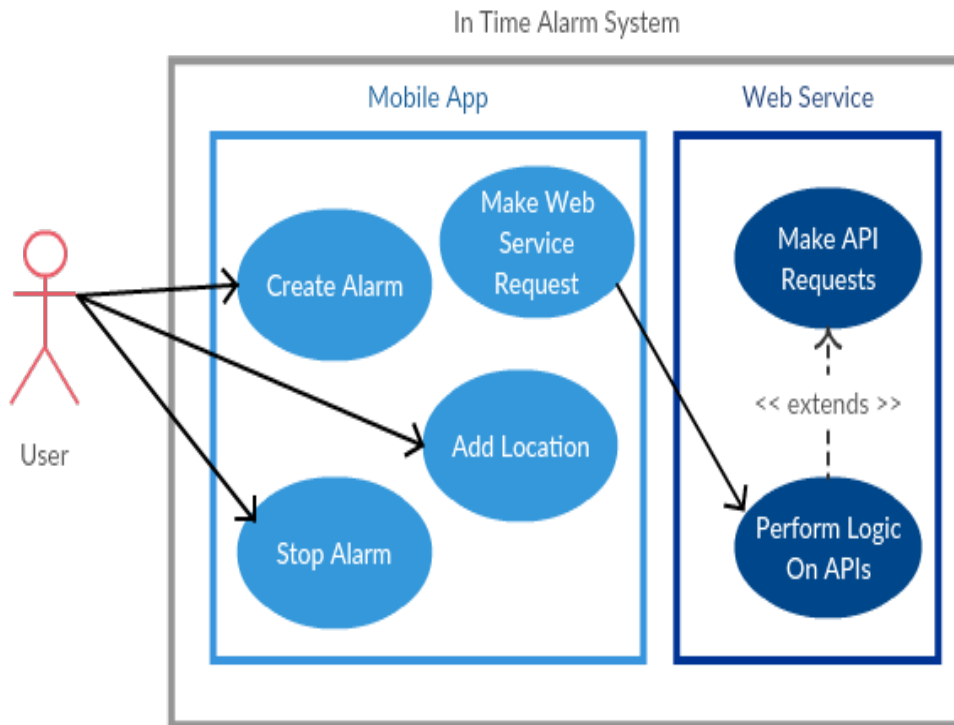 In Time Alarm System
Mobile App
Web Service
Make Web
Service
Request
Create Alarm
Make API
Requests
<< extends >>
Add Location
User
Stop Alarm
Perform Logic
On APIs